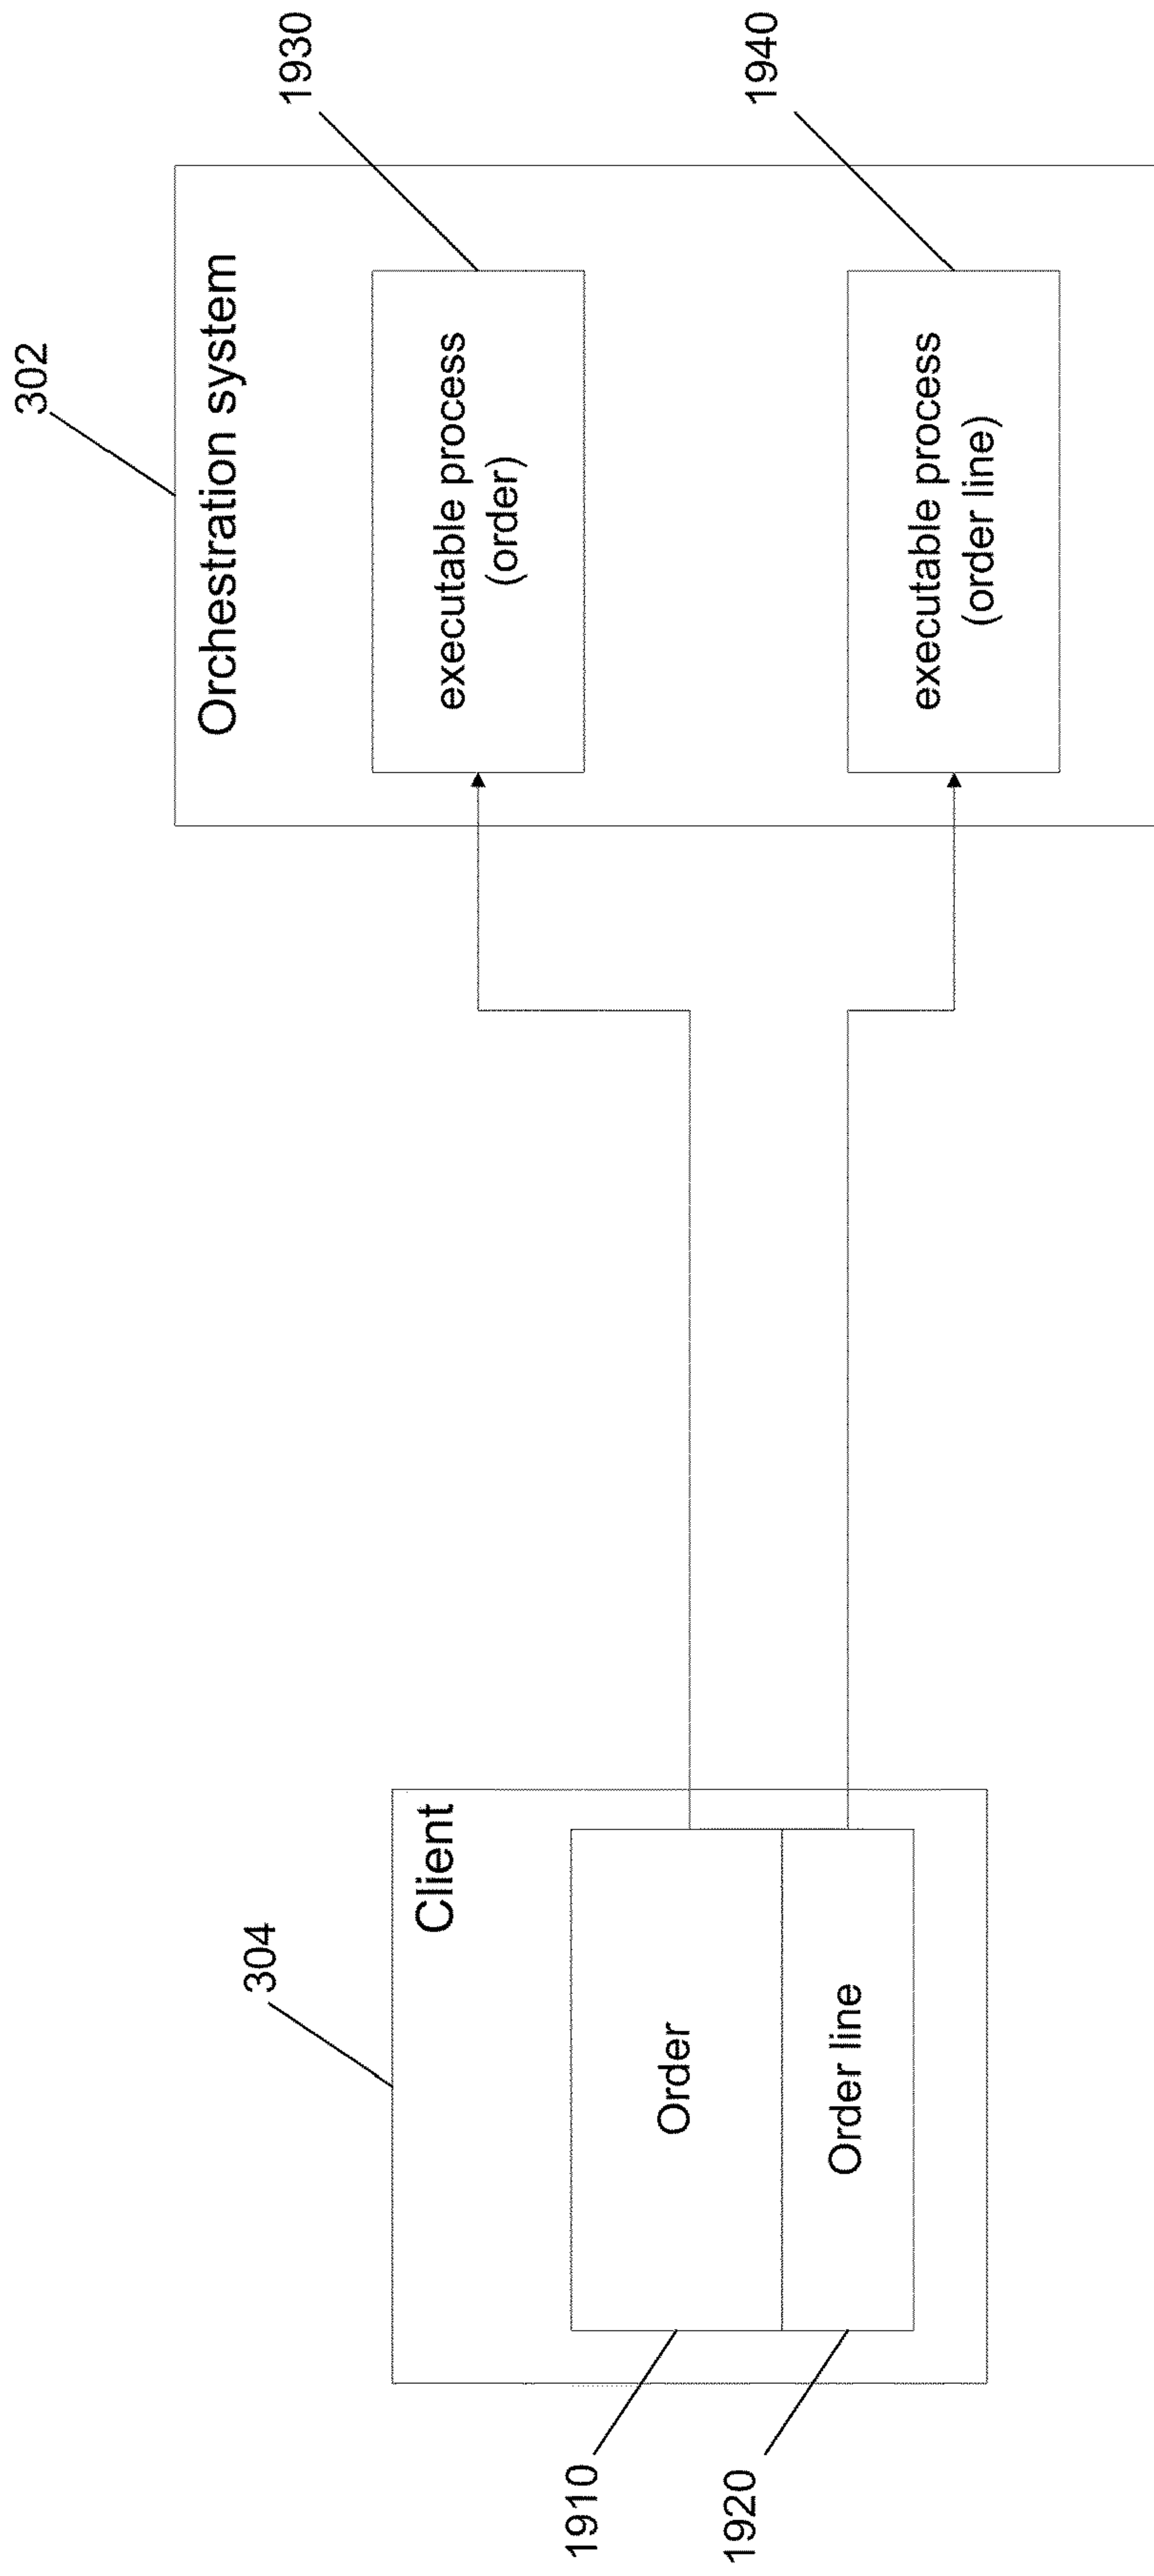 302
Orchestration system
1930
executable process
(order)
1940
executable process
(order line)
304
Client
Order
Order line
1910
1920